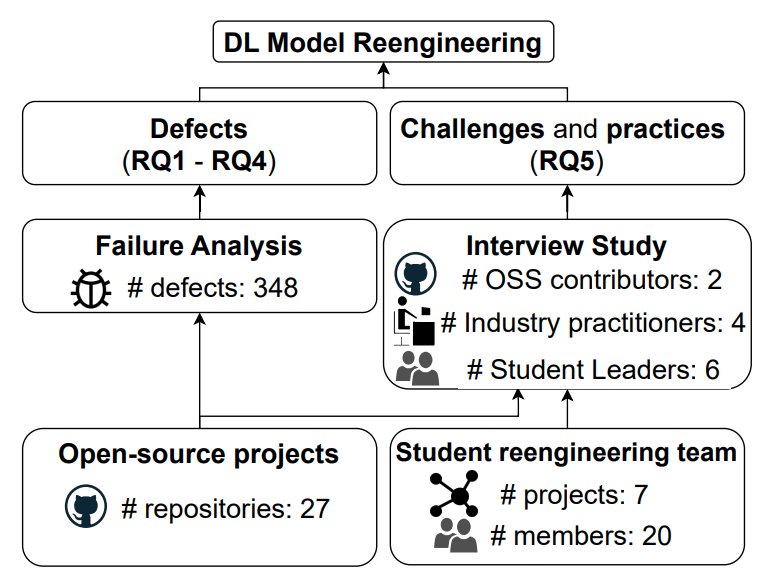 DL Model Reengineering
Defects
(RQ1 - RQ4)
Challenges and practices
(RQ5)
Failure Analysis
# defects: 348
Interview Study
# OSS contributors: 2
# Industry practitioners: 4
# Student Leaders: 6
Open-source projects
# repositories: 27
Student reengineering team
# projects: 7
# members: 20